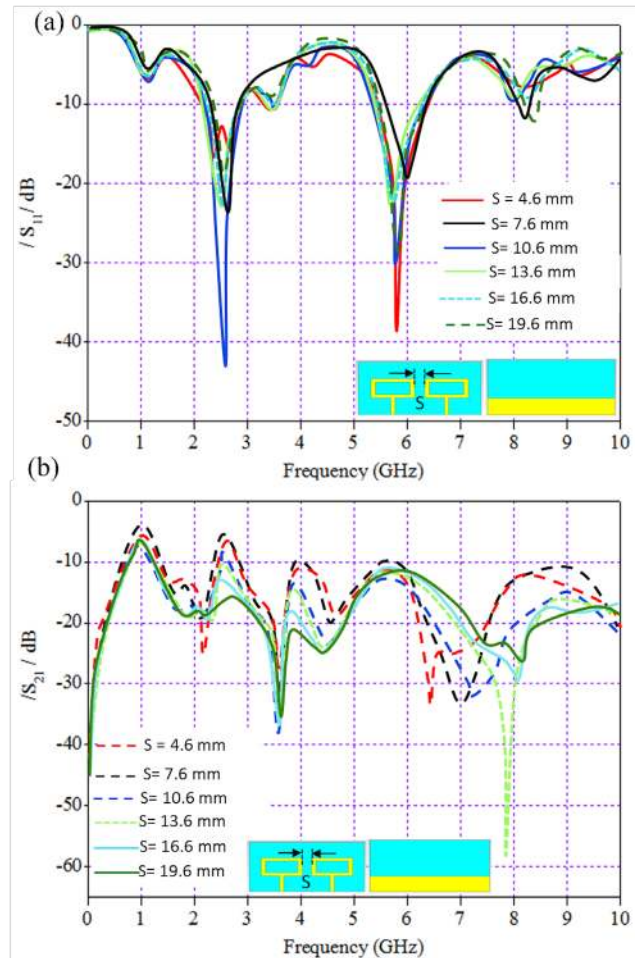 (a)
0
-10
-20
-30
-40
-50
/ S11/ dB
S = 4.6 mm
S= 7.6 mm
S= 10.6 mm
S= 13.6 mm
S= 16.6 mm
S= 19.6 mm
S
0 1 2 3 4 5 6 7 8 9 10
Frequency (GHz)
(b)
0
-10
-20
-30
-40
-50
-60
/S21 / dB
S = 4.6 mm
S= 7.6 mm
S= 10.6 mm
S= 13.6 mm
S= 16.6 mm
S= 19.6 mm
S
0 1 2 3 4 5 6 7 8 9 10
Frequency (GHz)